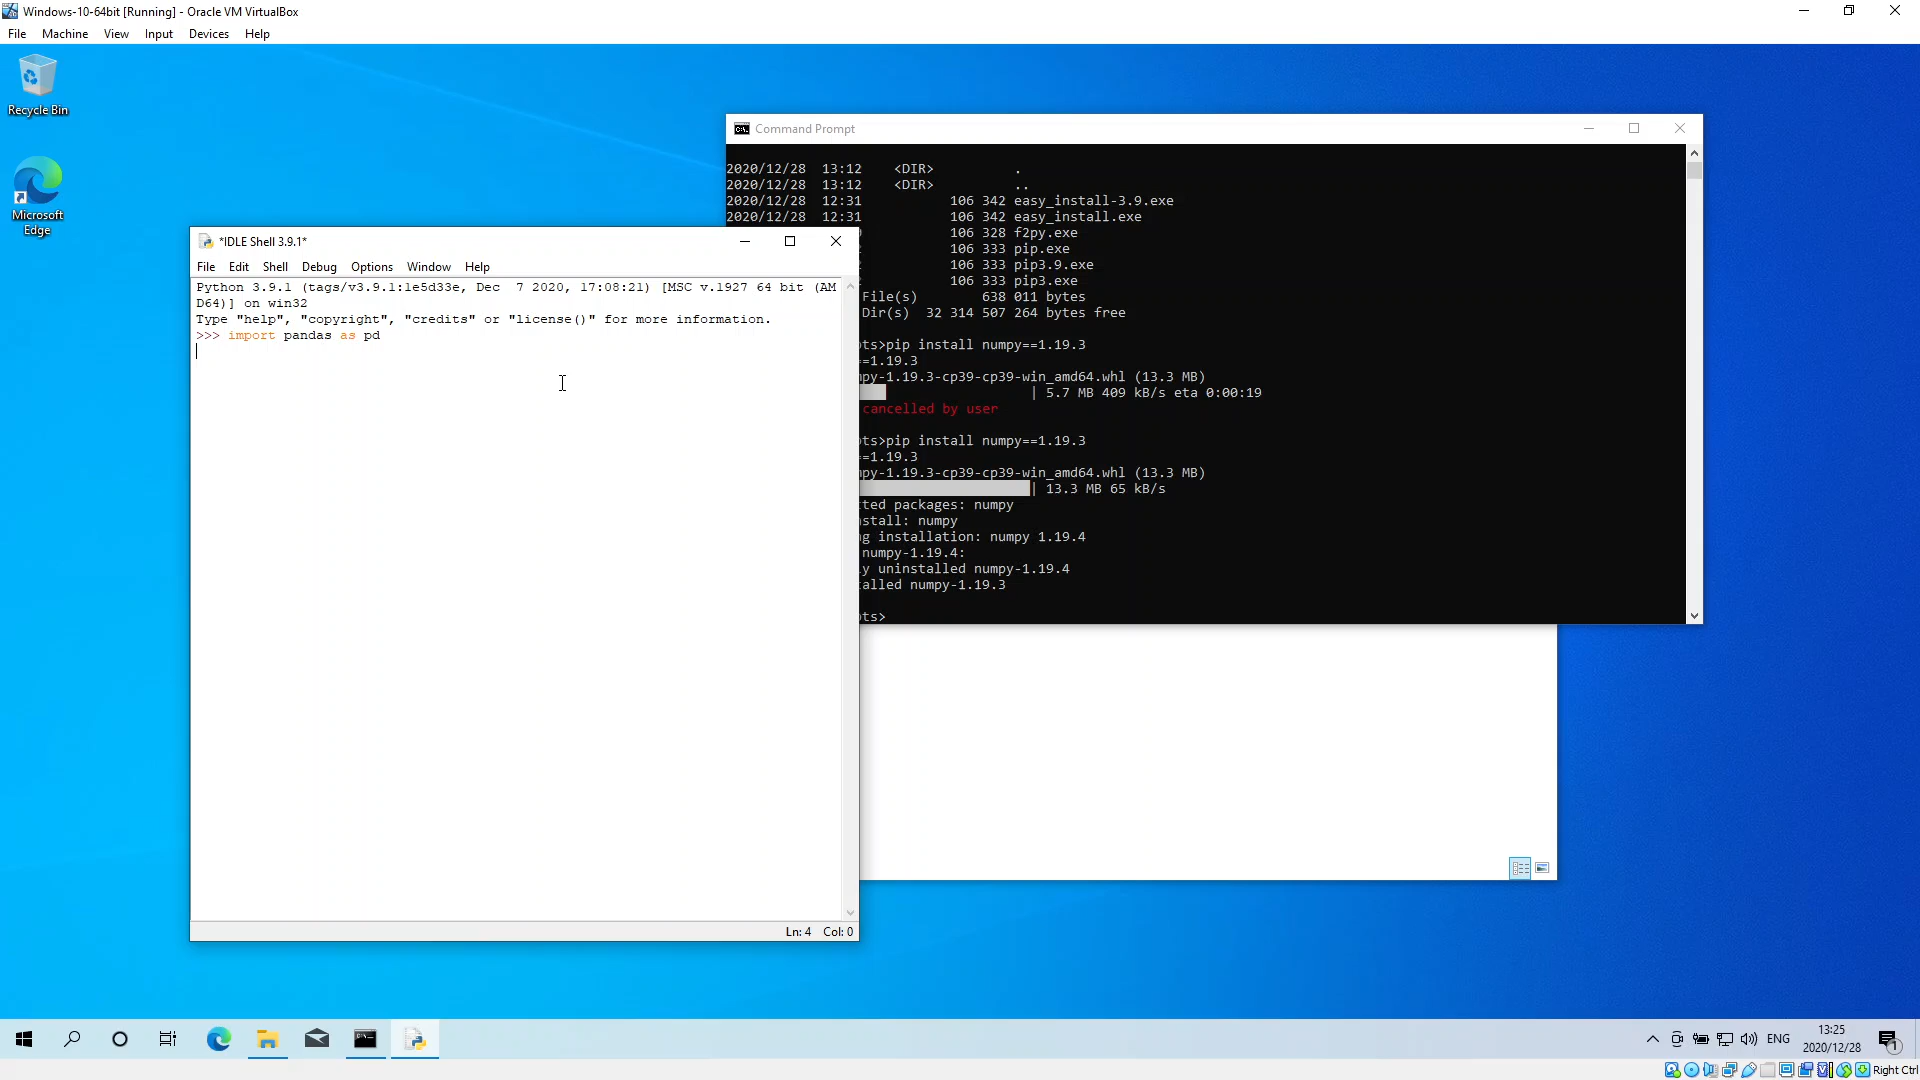 Windows-10-64bit [Running] - Oracle VM VirtualBox
File Machine View Input Devices Help
Recycle Bin
Microsoft
Edge
Command Prompt
2020/12/28 13:12 <DIR> .
2020/12/28 13:12 <DIR> ..
2020/12/28 12:31 106 342 easy_install-3.9.exe
2020/12/28 12:31 106 342 easy_install.exe
106 328 f2py.exe
106 333 pip.exe
106 333 pip3.9.exe
106 333 pip3.exe
File(s) 638 011 bytes
Dir(s) 32 314 507 264 bytes free
ts>pip install numpy==1.19.3
==1.19.3
py-1.19.3-cp39-cp39-win_amd64.whl (13.3 MB)
| 5.7 MB 409 kB/s eta 0:00:19
cancelled by user
ts>pip install numpy==1.19.3
==1.19.3
py-1.19.3-cp39-cp39-win_amd64.whl (13.3 MB)
| 13.3 MB 65 kB/s
ted packages: numpy
stall: numpy
g installation: numpy 1.19.4
numpy-1.19.4:
y uninstalled numpy-1.19.4
alled numpy-1.19.3
ts>
*IDLE Shell 3.9.1*
File Edit Shell Debug Options Window Help
Python 3.9.1 (tags/v3.9.1:1e5d33e, Dec 7 2020, 17:08:21) [MSC v.1927 64 bit (AM
D64)] on win32
Type "help", "copyright", "credits" or "license()" for more information.
>>> import pandas as pd
Ln: 4 Col: 0
ENG
13:25
2020/12/28
1
Right Ctrl